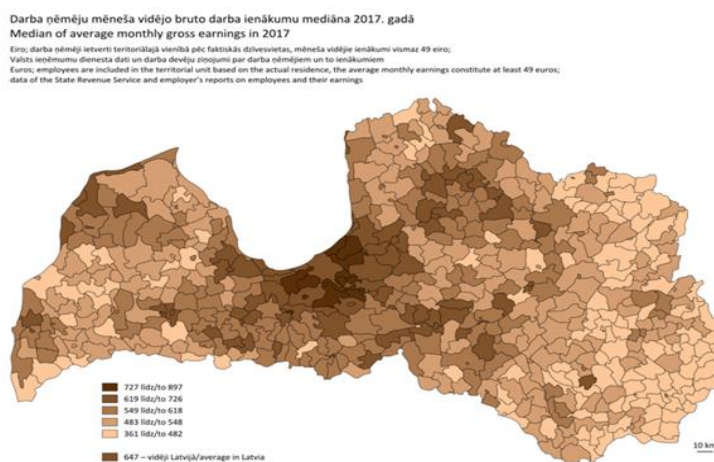 Darba ņēmēju mēneša vidējo bruto darba ienākumu mediāna 2017. gadā
Median of average monthly gross earnings in 2017
Eiro; darba ņēmēji ietverti teritoriālajā vienībā pēc faktiskās dzīvesvietas, mēneša vidējie ienākumi vismaz 49 eiro;
Valsts ieņēmumu dienesta dati un darba devēju ziņojumi par darba ņēmējiem un to ienākumiem
Euros; employees are included in the territorial unit based on the actual residence, the average monthly earnings constitute at least 49 euros;
data of the State Revenue Service and employer's reports on employees and their earnings
727 līdz/to 897
619 līdz/to 726
549 līdz/to 618
483 līdz/to 548
361 līdz/to 482
647 – vidēji Latvijā/average in Latvia
10 km